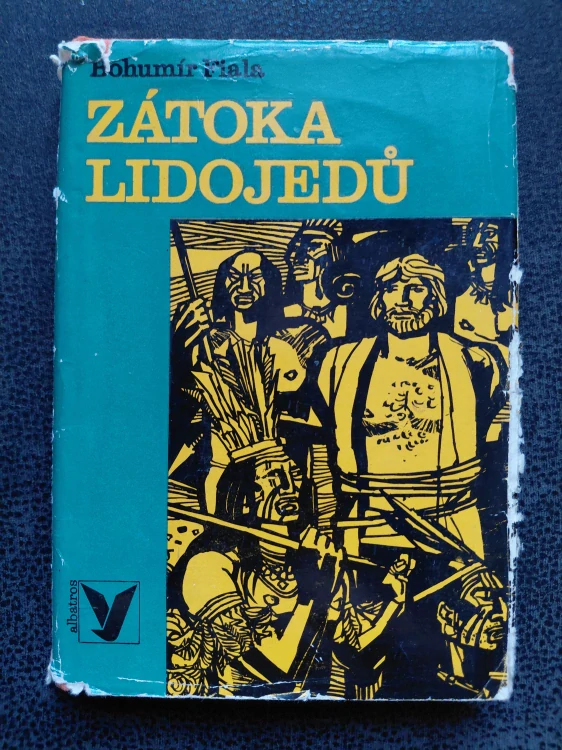 Bohumír Fiala
ZÁTOKA
LIDOJEDŮ
albatros